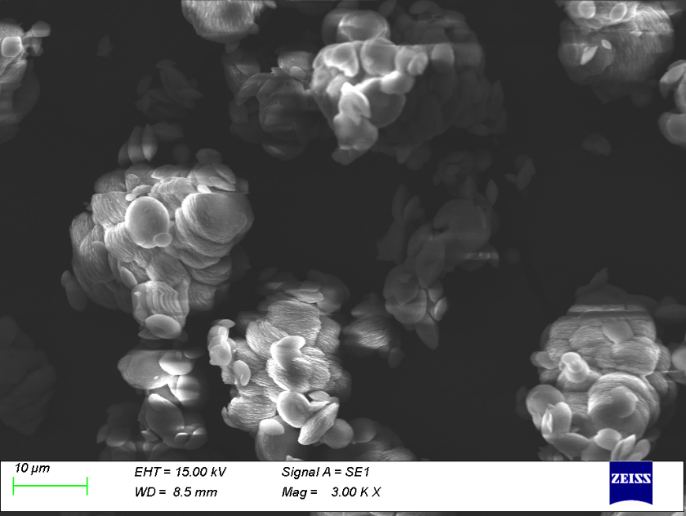 10 µm
EHT = 15.00 kV
Signal A = SE1
WD = 8.5 mm
Mag = 3.00 K X
ZEISS